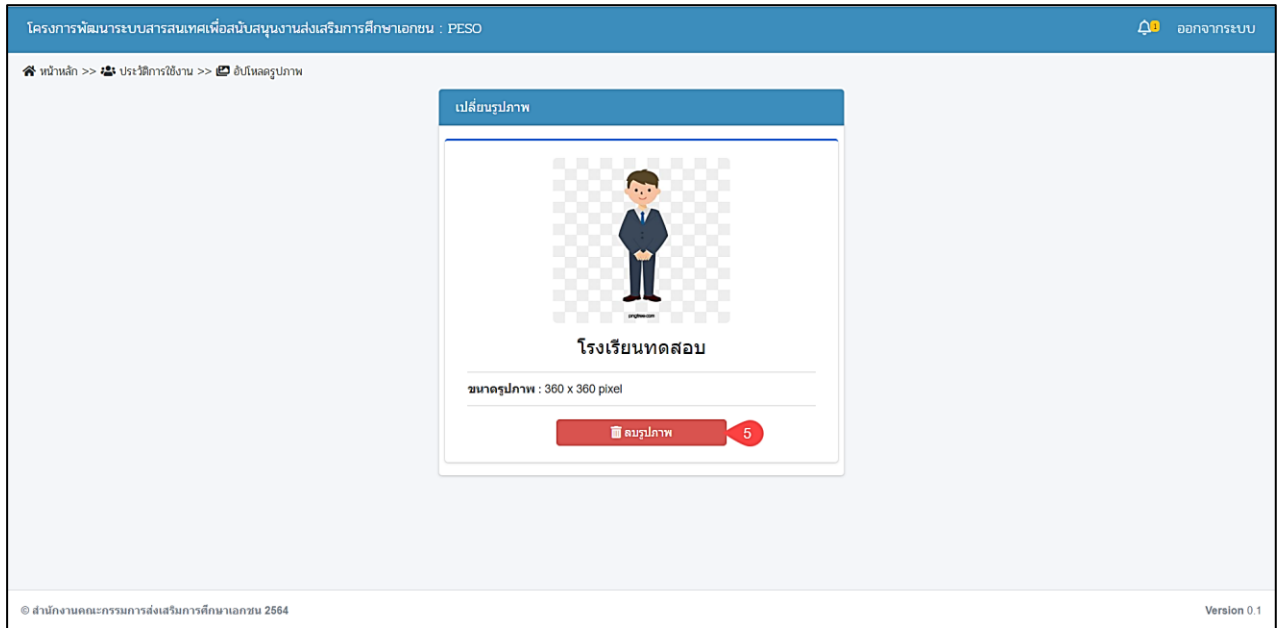 โครงการพัฒนาระบบสารสนเทศเพื่อสนับสนุนงานส่งเสริมการศึกษาเอกชน : PESO
1 ออกจากระบบ
หน้าหลัก >> ประวัติการใช้งาน >> อัปโหลดรูปภาพ
เปลี่ยนรูปภาพ
pngtree.com
โรงเรียนทดสอบ
ขนาดรูปภาพ : 360 x 360 pixel
ลบรูปภาพ 5
© สำนักงานคณะกรรมการส่งเสริมการศึกษาเอกชน 2564 Version 0.1